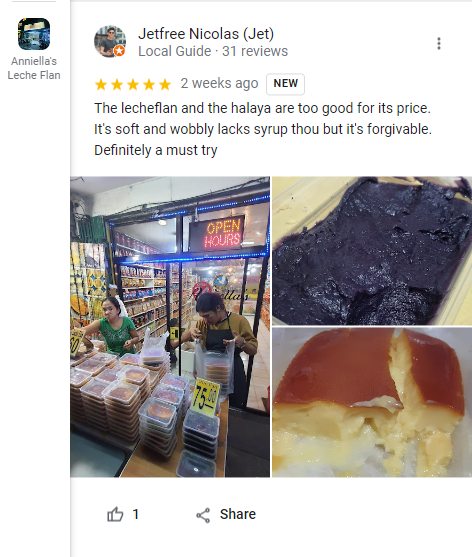 Anniella's
Leche Flan
Jetfree Nicolas (Jet)
Local Guide · 31 reviews
2 weeks ago NEW
The lecheflan and the halaya are too good for its price.
It's soft and wobbly lacks syrup thou but it's forgivable.
Definitely a must try
OPEN
HOURS
75.00
1
Share